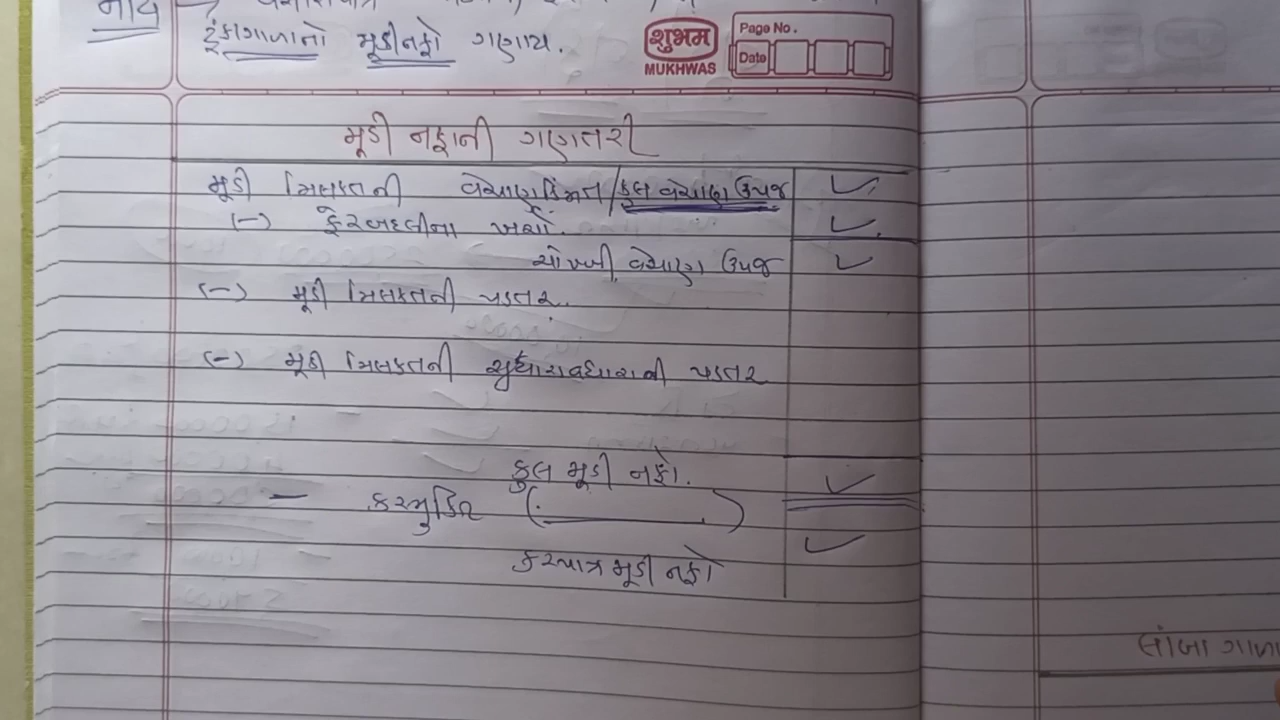 નોંધ →
ટૂંકાગાળાનો મૂડીનફો ગણાય.
શુભમ
MUKHWAS
Page No.
Date
મૂડી નફાની ગણતરી
મૂડી મિલકતની વેચાણકિંમત/કુલ વેચાણ ઉપજ
(-) ફેરબદલીના ખર્ચા.
ચોખ્ખી વેચાણ ઉપજ
(-) મૂડી મિલકતની પડતર.
(-) મૂડી મિલકતની સુધારાવધારાની પડતર
કુલ મૂડી નફો.
- કરમુક્તિ ( )
કરપાત્ર મૂડી નફો
લાંબા ગાળા